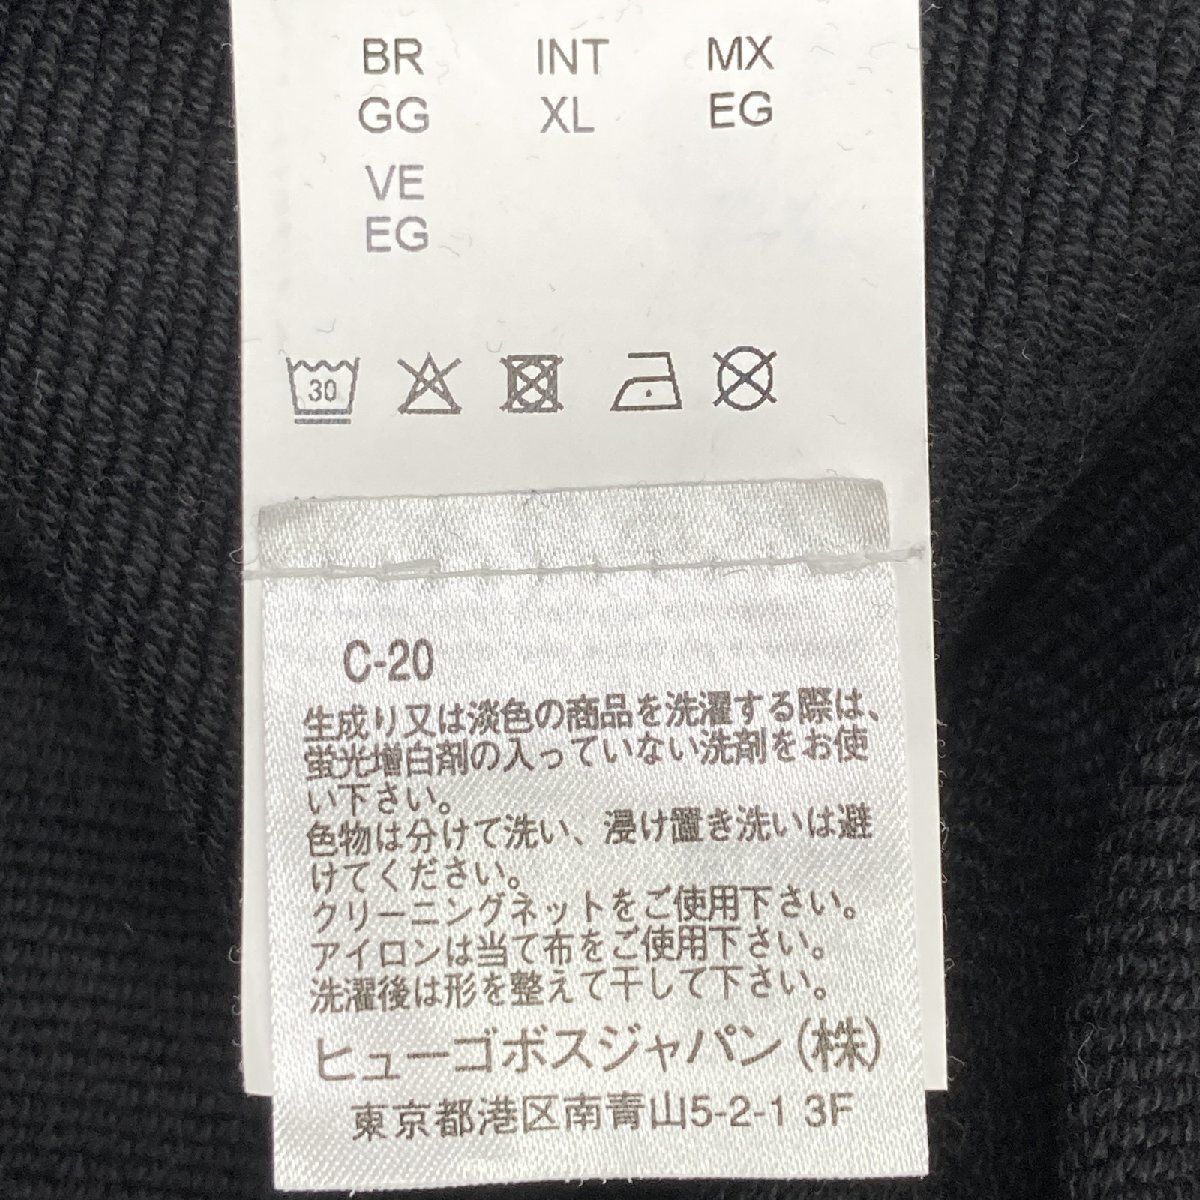 BR INT MX
GG XL EG
VE
EG
30
C-20
生成り又は淡色の商品を洗濯する際は、
蛍光増白剤の入っていない洗剤をお使
い下さい。
色物は分けて洗い、浸け置き洗いは避
けてください。
クリーニングネットをご使用下さい。
アイロンは当て布をご使用下さい。
洗濯後は形を整えて干して下さい。
ヒューゴボスジャパン(株)
東京都港区南青山5-2-1 3F